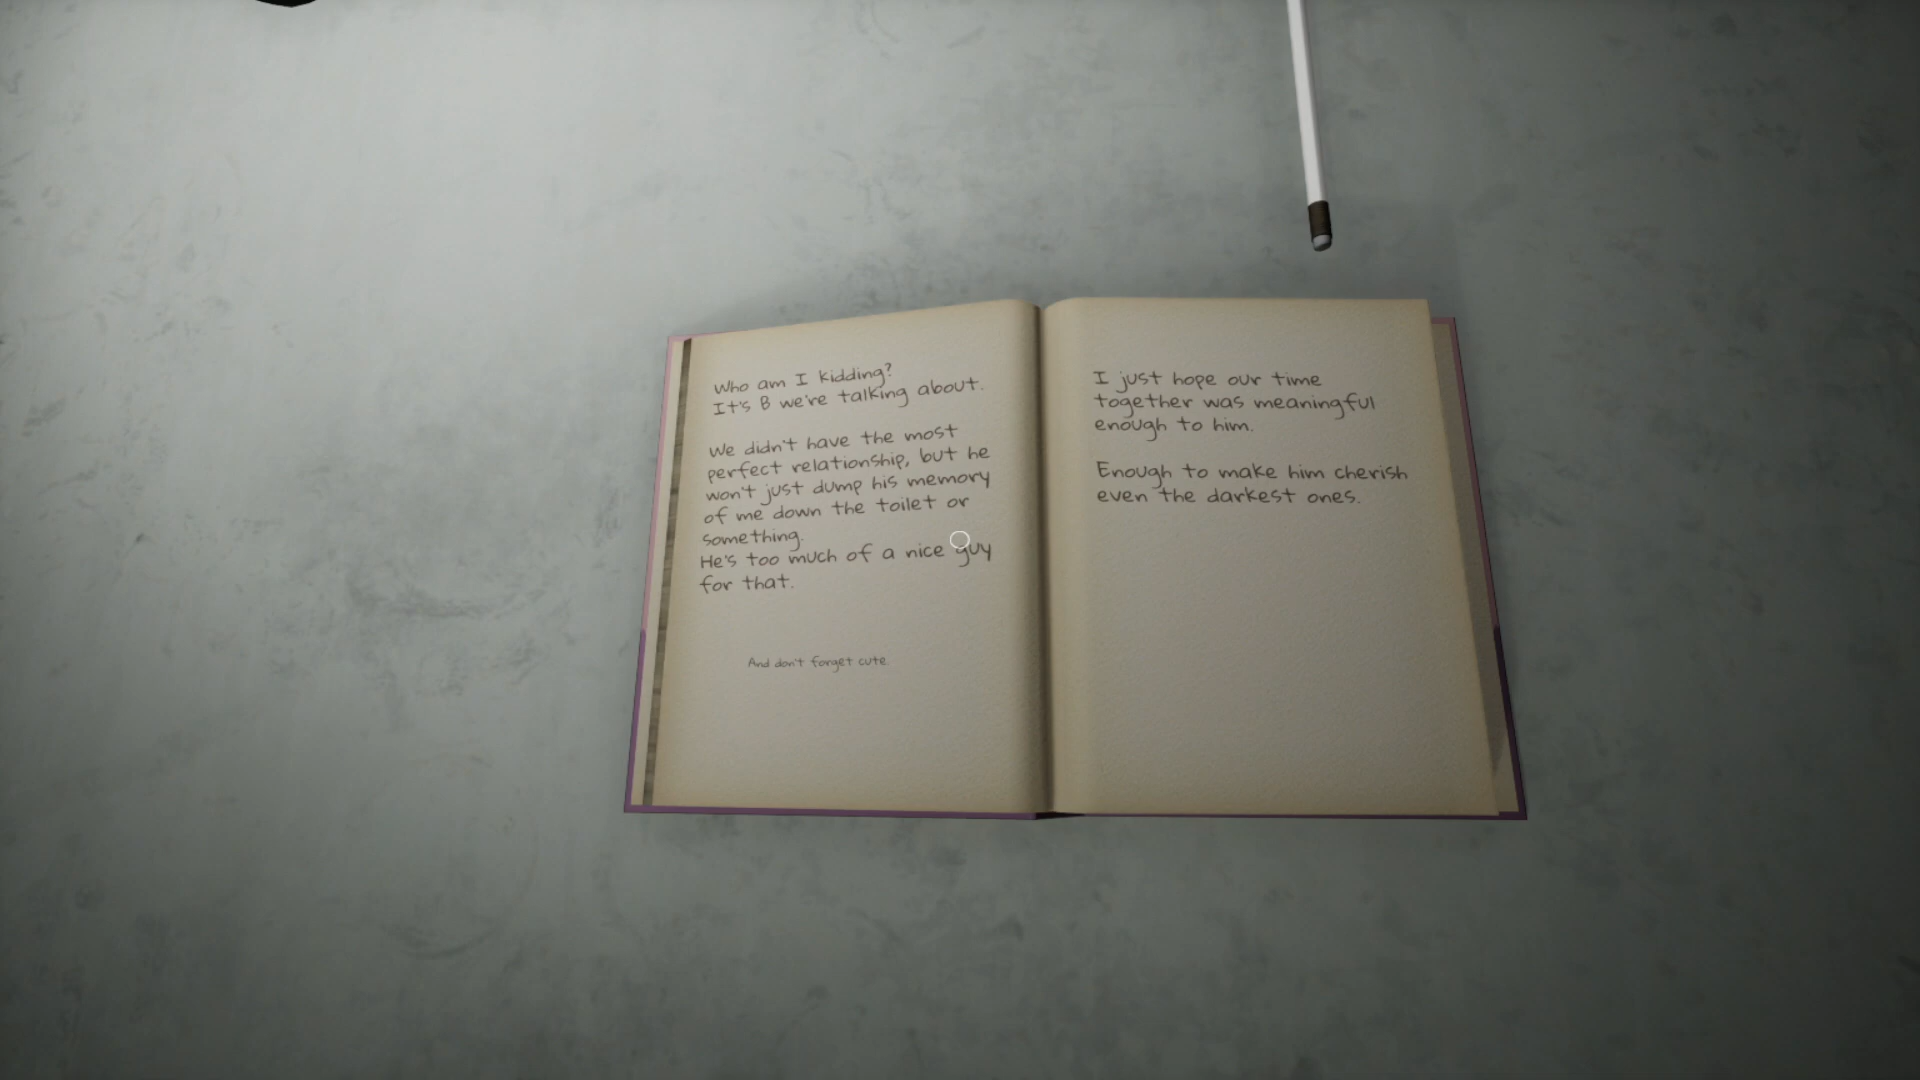 Who am I kidding?
It's B we're talking about.
We didn't have the most
perfect relationship, but he
won't just dump his memory
of me down the toilet or
something.
He's too much of a nice guy
for that.
And don't forget cute.
I just hope our time
together was meaningful
enough to him.
Enough to make him cherish
even the darkest ones.